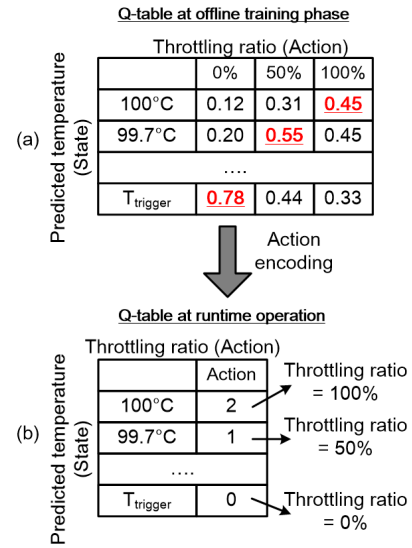 Q-table at offline training phase
Throttling ratio (Action)
0% 50% 100%
100°C 0.12 0.31 0.45
99.7°C 0.20 0.55 0.45
....
Ttrigger 0.78 0.44 0.33
Predicted temperature
(State)
(a)
Action
encoding
Q-table at runtime operation
Throttling ratio (Action)
Action
100°C 2
99.7°C 1
....
Ttrigger 0
Throttling ratio
= 100%
Throttling ratio
= 50%
Throttling ratio
= 0%
Predicted temperature
(State)
(b)